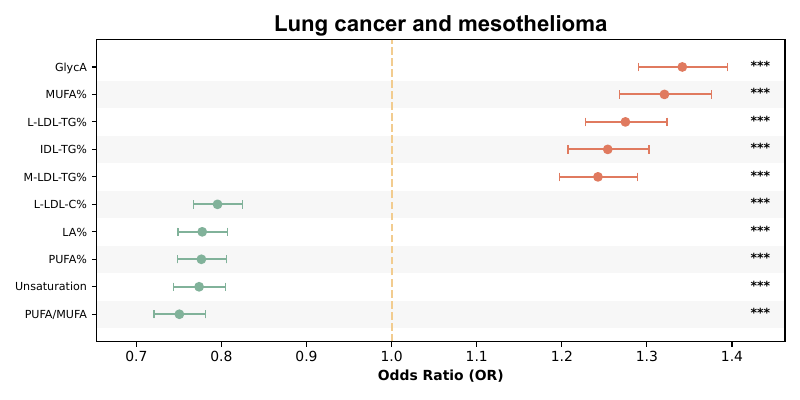 Lung cancer and mesothelioma
GlycA ***
MUFA% ***
L-LDL-TG% ***
IDL-TG% ***
M-LDL-TG% ***
L-LDL-C% ***
LA% ***
PUFA% ***
Unsaturation ***
PUFA/MUFA ***
0.7 0.8 0.9 1.0 1.1 1.2 1.3 1.4
Odds Ratio (OR)